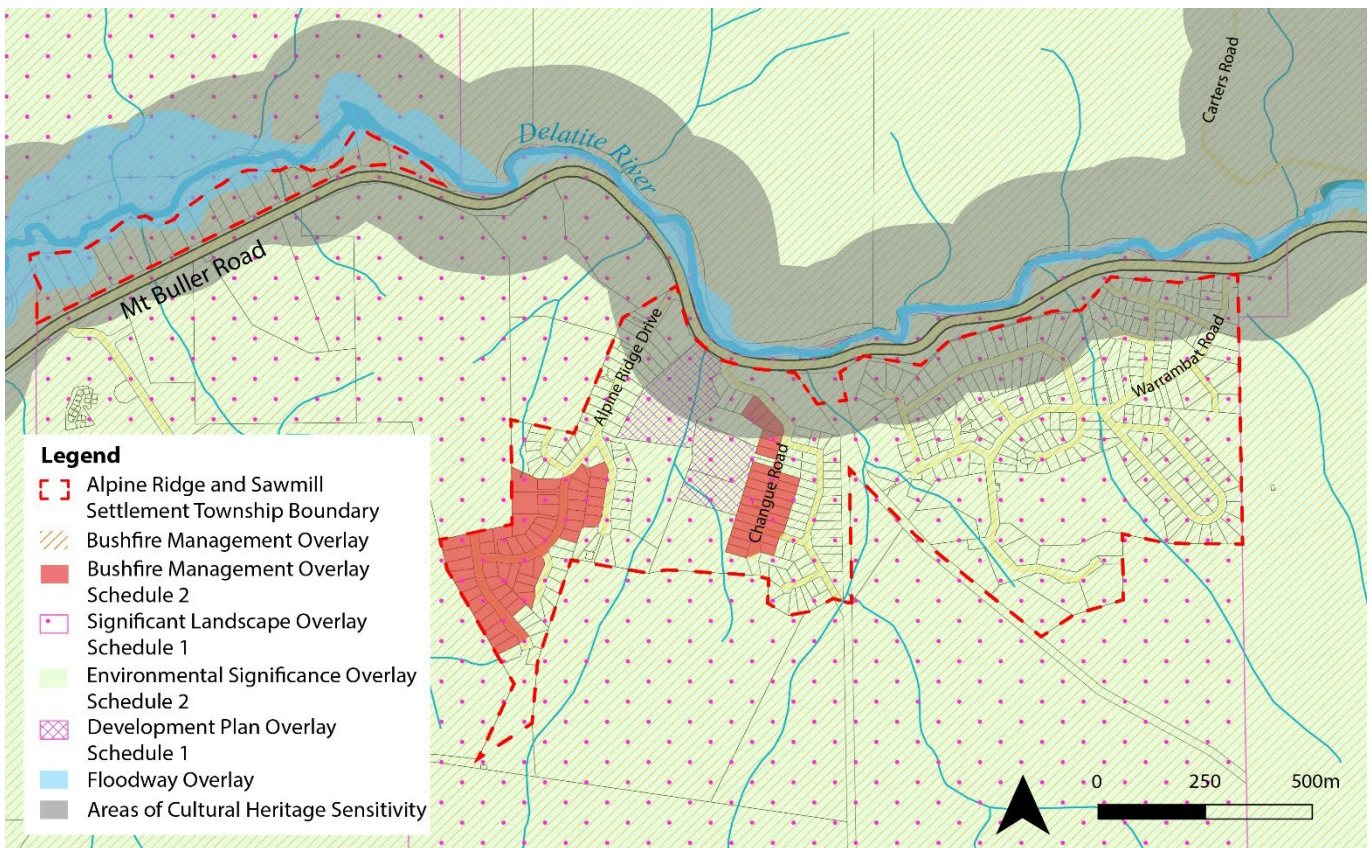 Carters Road
Delatite River
Mt Buller Road
Alpine Ridge Drive
Warrambat Road
Changue Road
Legend
Alpine Ridge and Sawmill
Settlement Township Boundary
Bushfire Management Overlay
Bushfire Management Overlay
Schedule 2
Significant Landscape Overlay
Schedule 1
Environmental Significance Overlay
Schedule 2
Development Plan Overlay
Schedule 1
Floodway Overlay
Areas of Cultural Heritage Sensitivity
0 250 500m